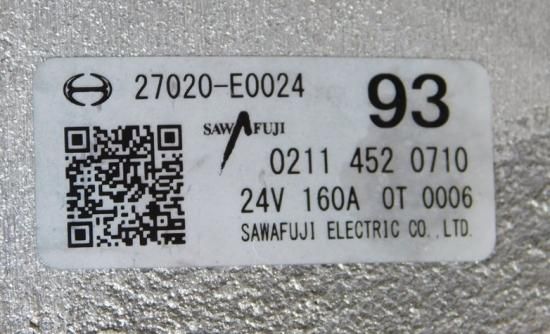 27020-E0024
93
SAWAFUJI
0211 452 0710
24V 160A 0T 0006
SAWAFUJI ELECTRIC CO.,LTD.